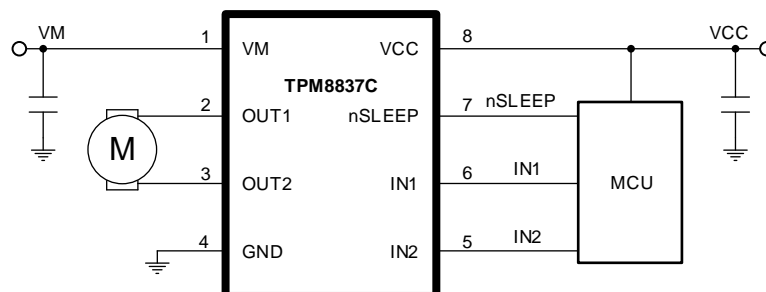 VM 1 VM VCC 8 VCC
TPM8837C
2 OUT1 nSLEEP 7 nSLEEP
M
3 OUT2 IN1 6 IN1 MCU
4 GND IN2 5 IN2